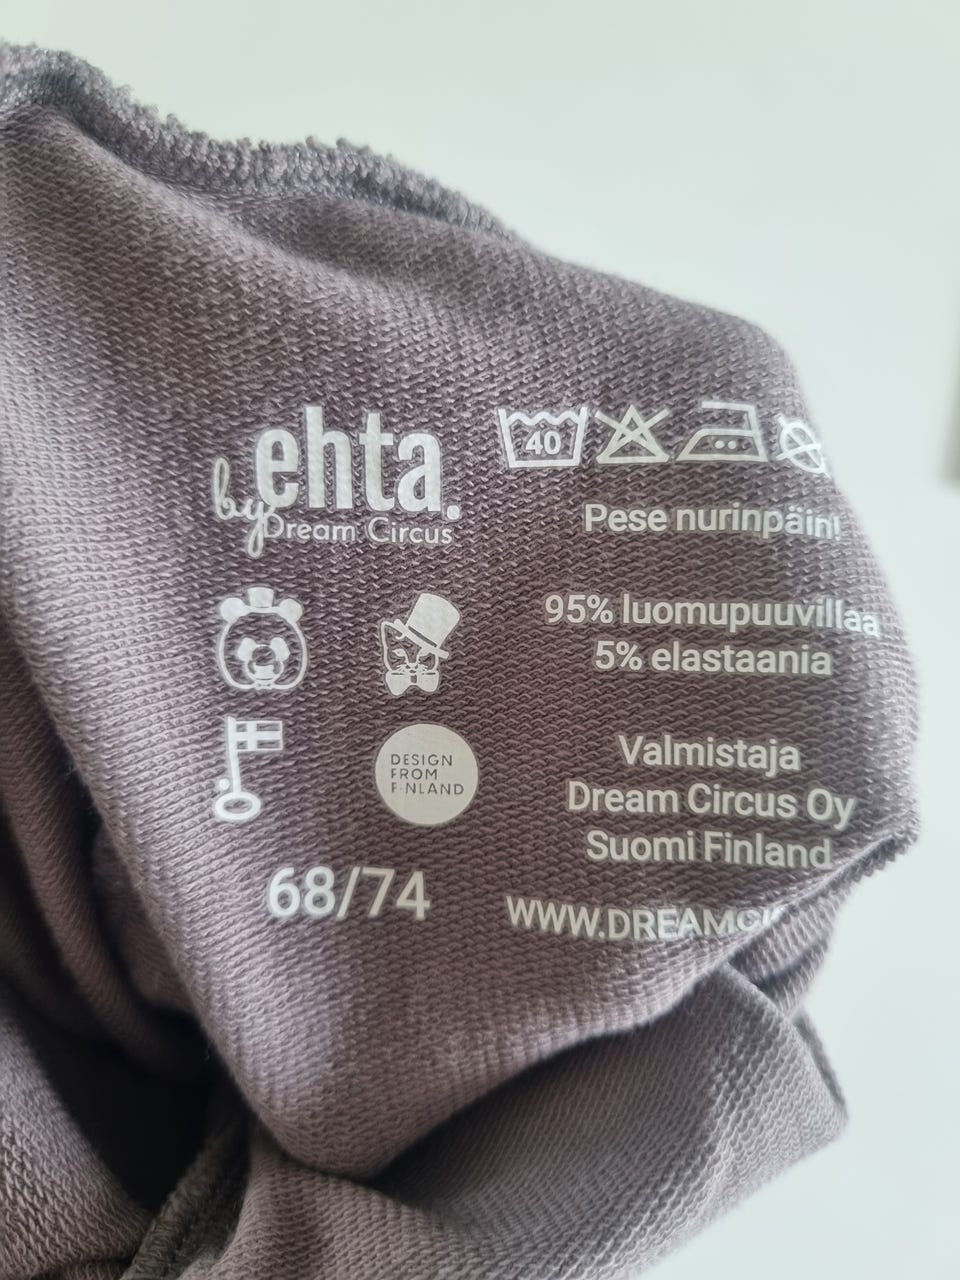 ehta.
by Dream Circus
40
Pese nurinpäin!
95% luomupuuvillaa
5% elastaania
DESIGN
FROM
FINLAND
Valmistaja
Dream Circus Oy
Suomi Finland
68/74